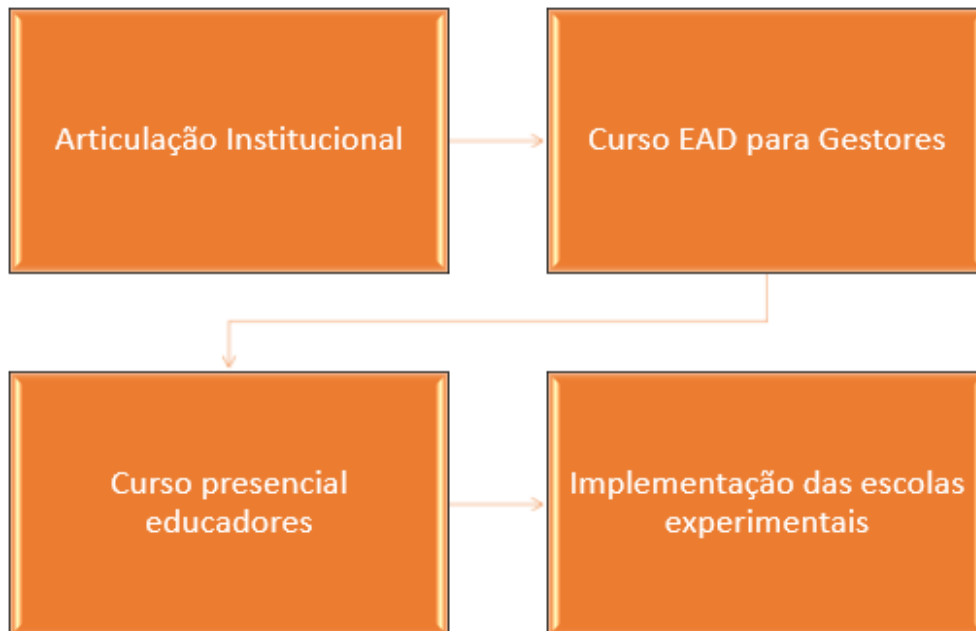 Articulação Institucional
Curso EAD para Gestores
Curso presencial
educadores
Implementação das escolas
experimentais